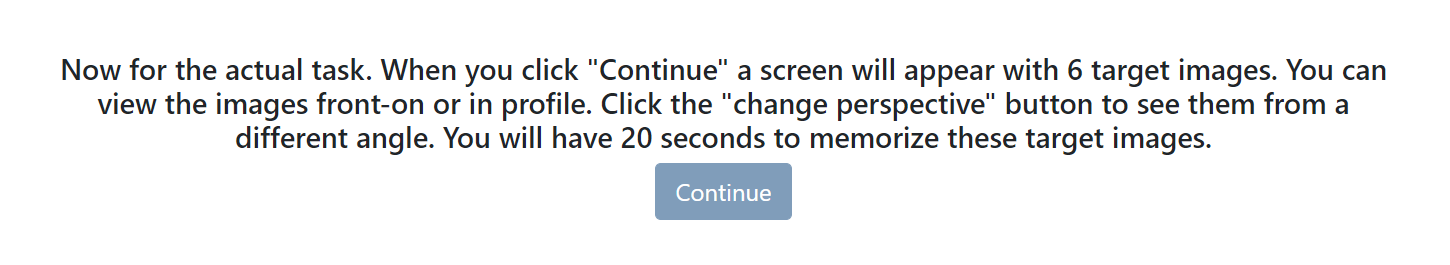 Now for the actual task. When you click "Continue" a screen will appear with 6 target images. You can
view the images front-on or in profile. Click the "change perspective" button to see them from a
different angle. You will have 20 seconds to memorize these target images.
Continue